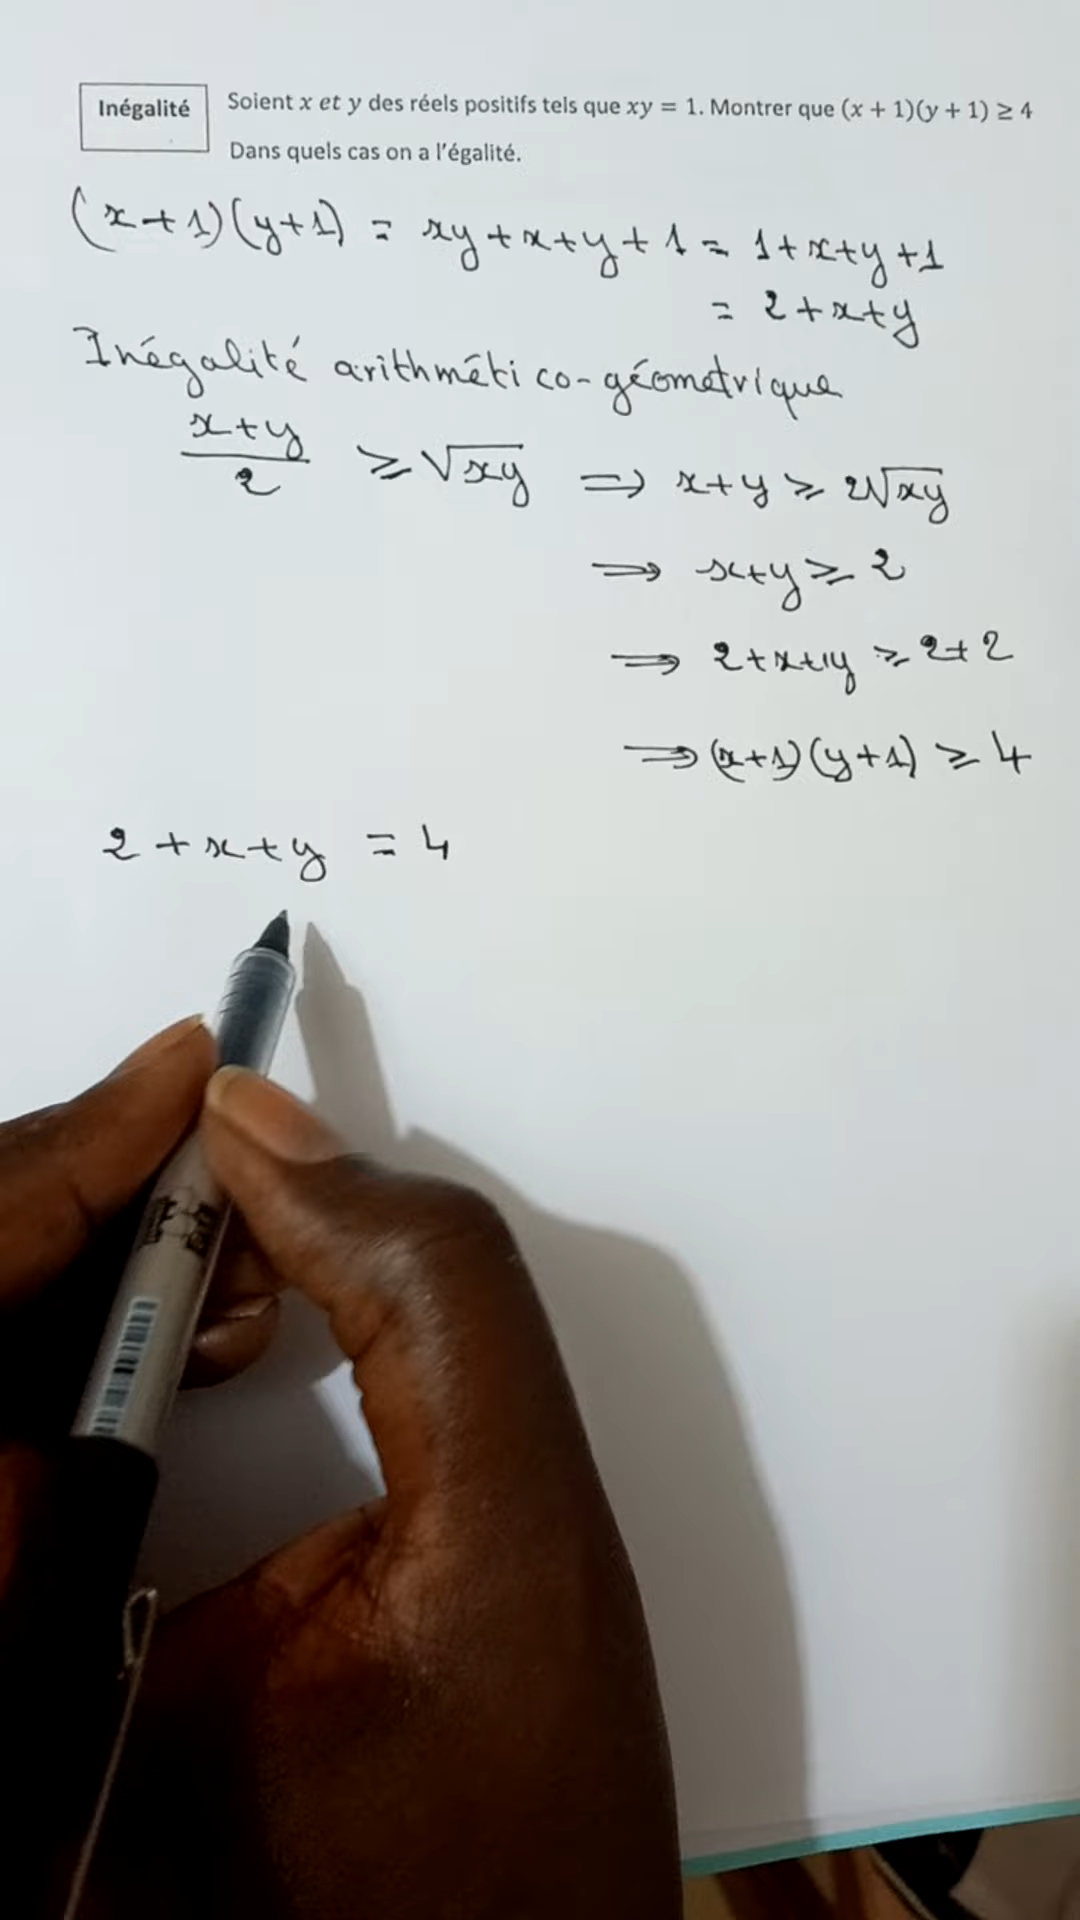 Inégalité
Soient x et y des réels positifs tels que xy = 1. Montrer que (x + 1)(y + 1) ≥ 4
Dans quels cas on a l'égalité.
(x+1)(y+1) = xy+x+y+1 = 1+x+y+1
= 2+x+y
Inégalité arithmético-géometrique
x+y/2 ≥ √xy ⇒ x+y ≥ 2√xy
⇒ x+y ≥ 2
⇒ 2+x+y ≥ 2+2
⇒ (x+1)(y+1) ≥ 4
2+x+y = 4